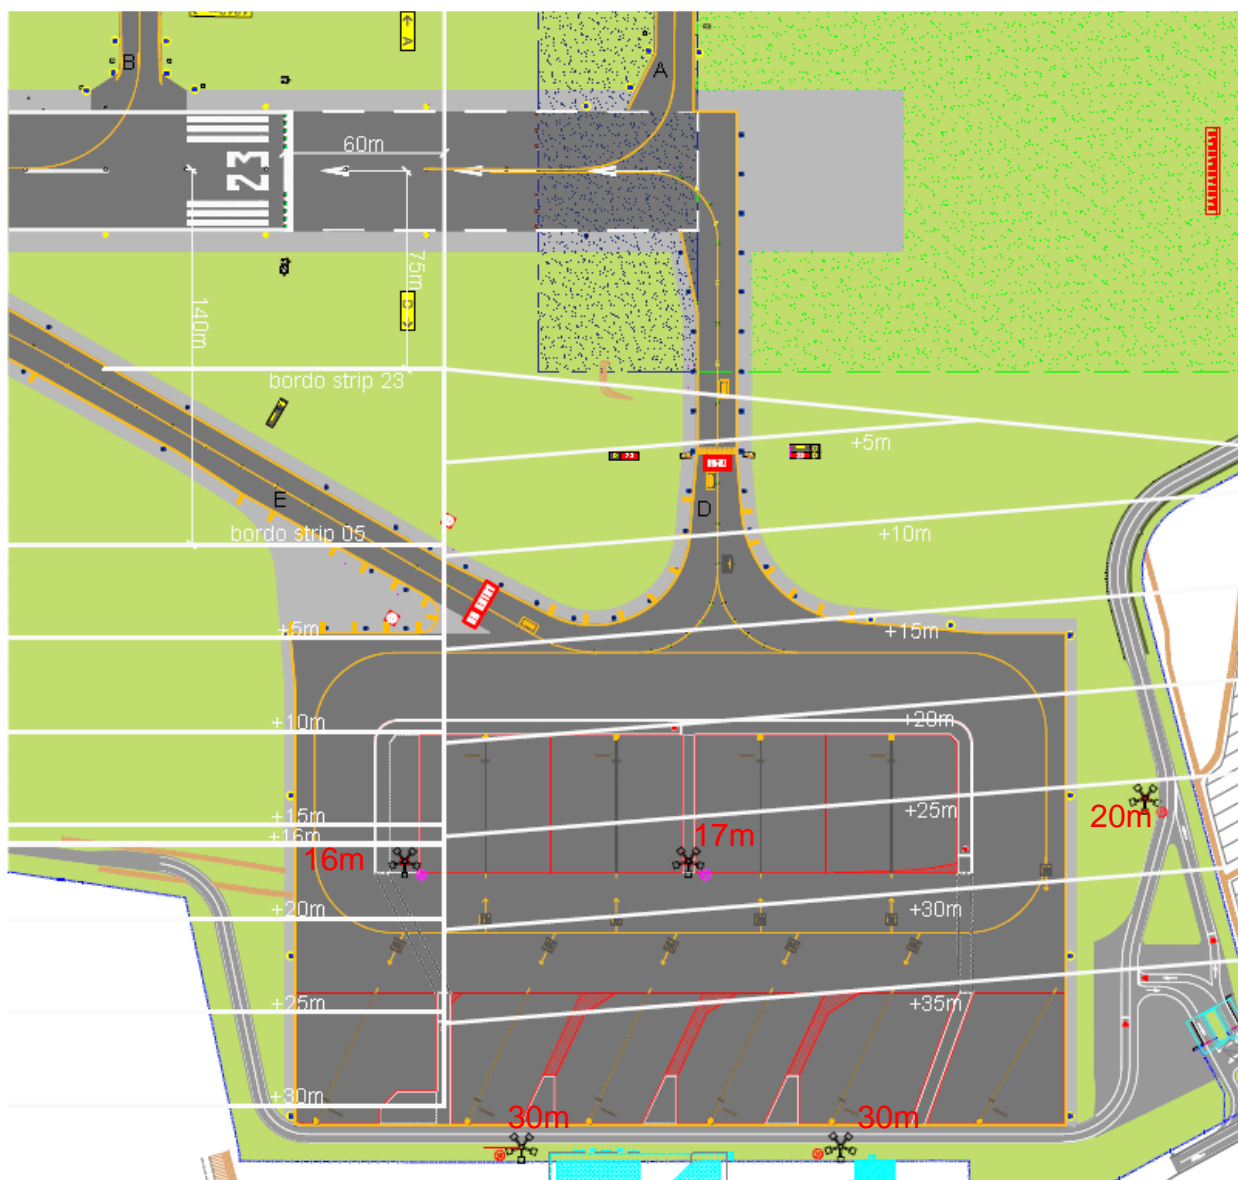 A
B
A
60m
23
75m
140m
bordo strip 23
+5m
E
D
bordo strip 05
+10m
+5m
+15m
+10m
+20m
+15m
+16m
+25m
20m
16m
17m
+20m
+30m
+25m
+35m
+30m
30m
30m